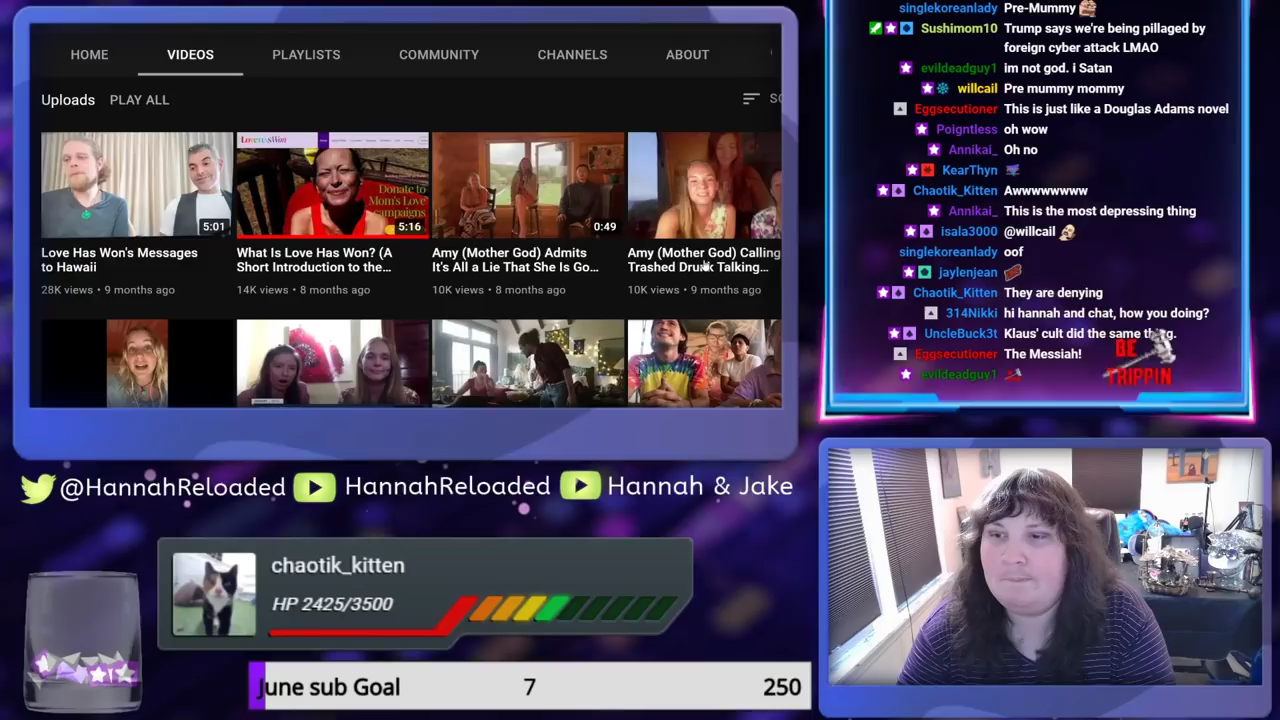 HOME VIDEOS PLAYLISTS COMMUNITY CHANNELS ABOUT
Uploads PLAY ALL
5:01
LoveHasWon
Donate to
Mom's Love
campaigns
5:16
0:49
Love Has Won's Messages
to Hawaii
28K views • 9 months ago
What Is Love Has Won? (A
Short Introduction to the...
14K views • 8 months ago
Amy (Mother God) Admits
It's All a Lie That She Is Go...
10K views • 8 months ago
Amy (Mother God) Calling
Trashed Drunk Talking...
10K views • 9 months ago
singlekoreanlady Pre-Mummy
Sushimom10 Trump says we're being pillaged by
foreign cyber attack LMAO
evildeadguy1 im not god. i Satan
willcail Pre mummy mommy
Eggsecutioner This is just like a Douglas Adams novel
Poigntless oh wow
Annikai_ Oh no
KearThyn
Chaotik_Kitten Awwwwwwww
Annikai_ This is the most depressing thing
isala3000 @willcail
singlekoreanlady oof
jaylenjean
Chaotik_Kitten They are denying
314Nikki hi hannah and chat, how you doing?
UncleBuck3t Klaus' cult did the same thing.
Eggsecutioner The Messiah!
evildeadguy1
BE
TRIPPIN
@HannahReloaded HannahReloaded Hannah & Jake
chaotik_kitten
HP 2425/3500
June sub Goal 7 250